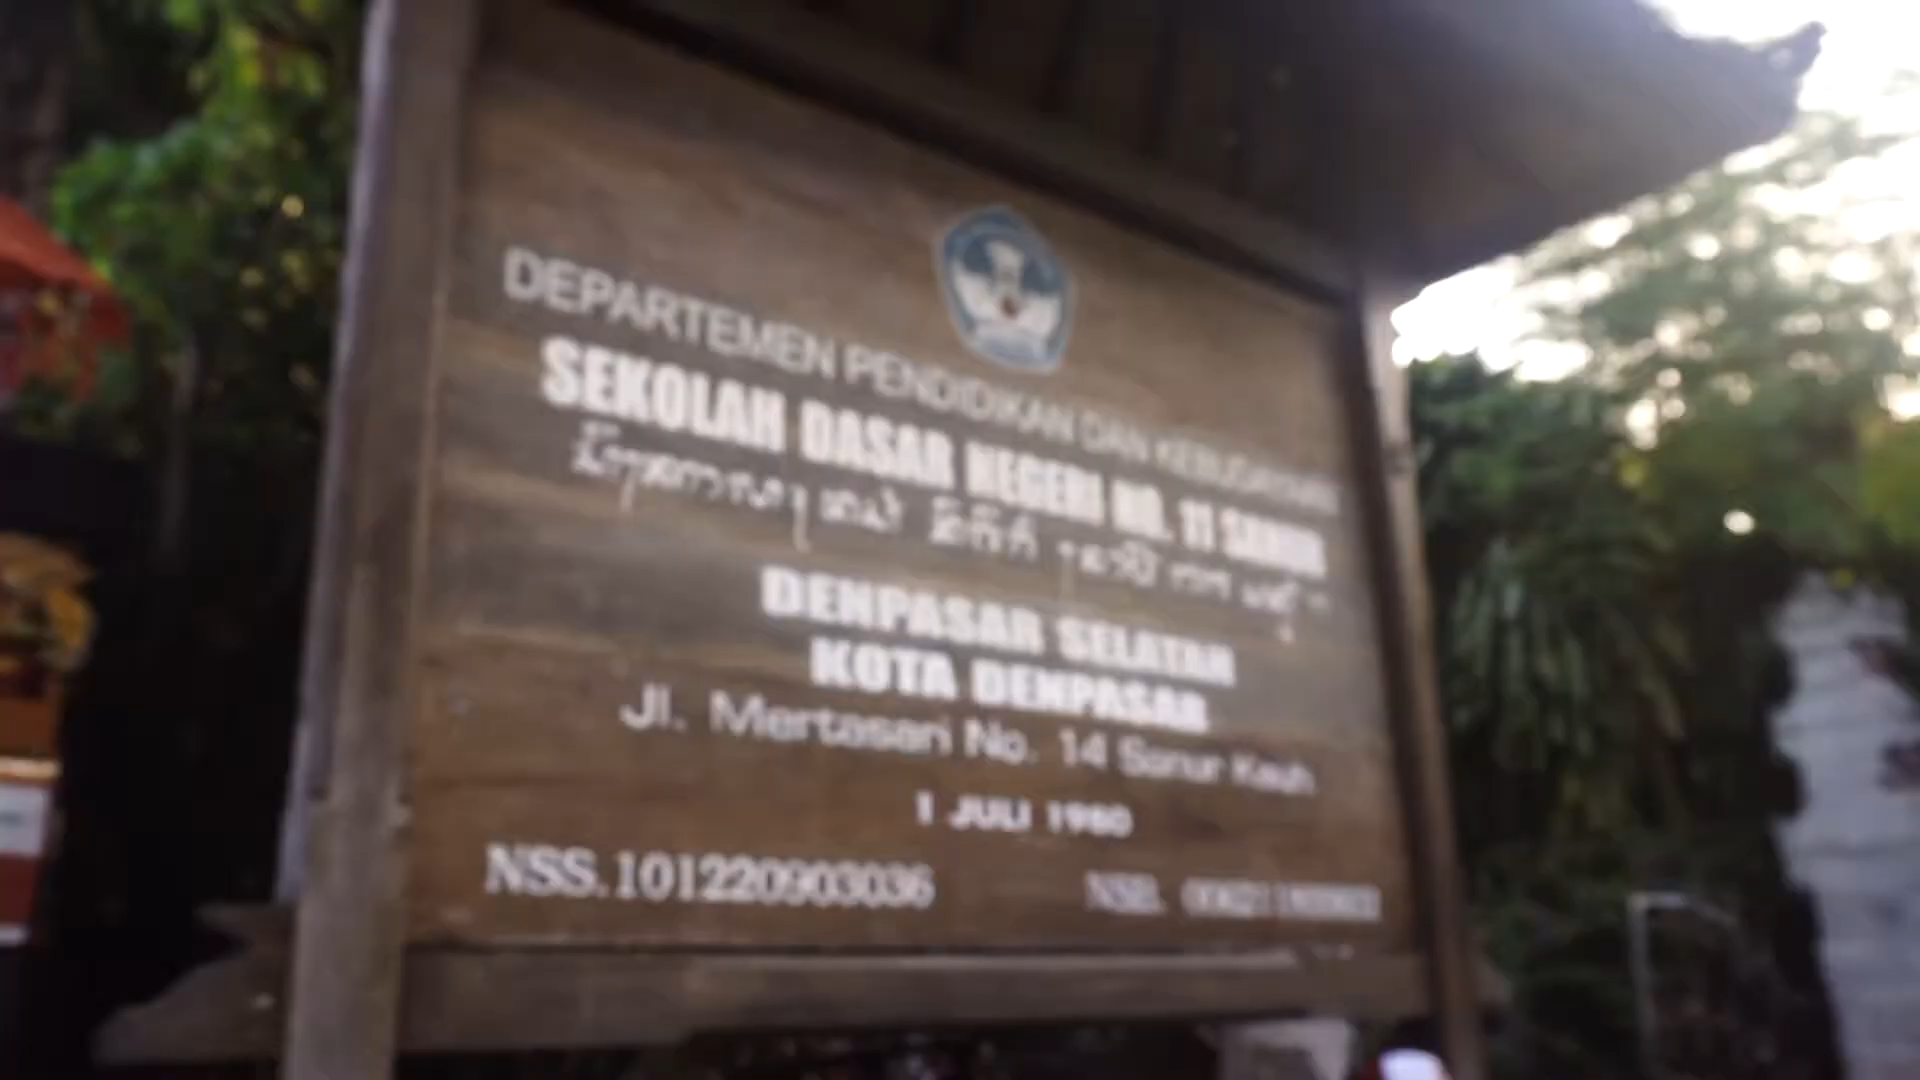 DEPARTEMEN PENDIDIKAN DAN KEBUDAYAAN
SEKOLAH DASAR NEGERI NO. 11 SANUR
DENPASAR SELATAN
KOTA DENPASAR
Jl. Mertasari No. 14 Sanur Kauh
1 JULI 1980
NSS.101220903036
NSB.